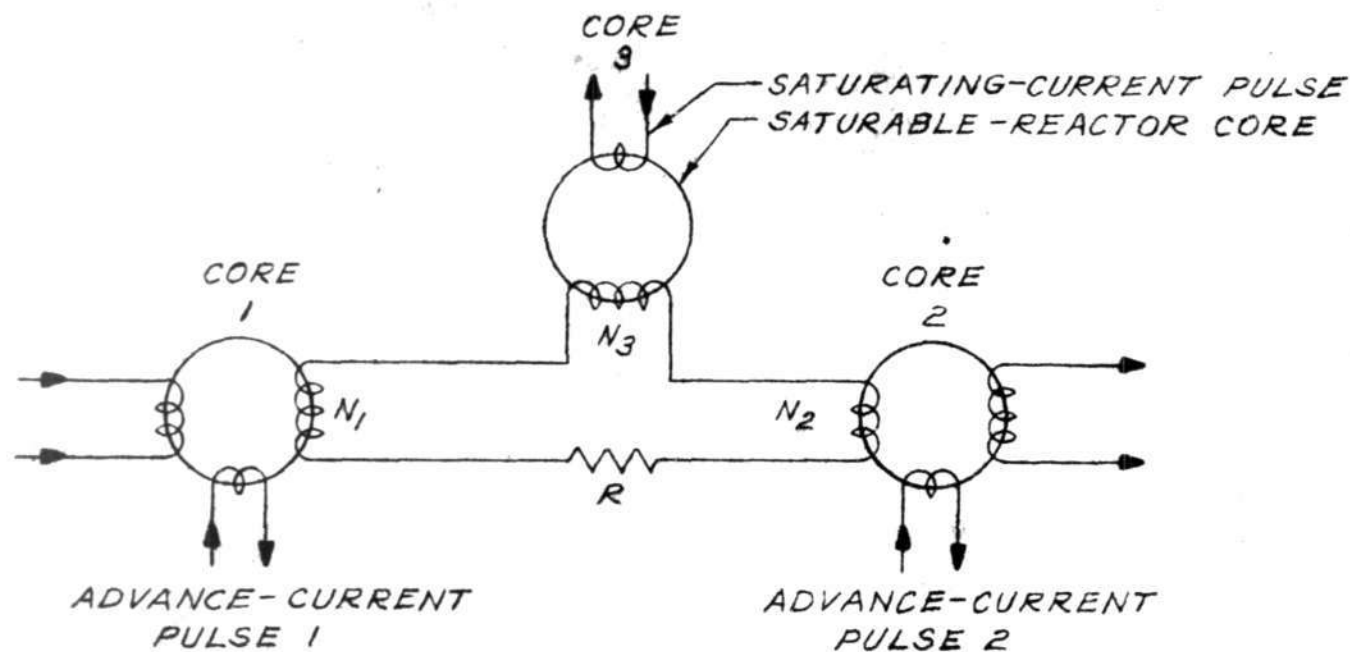 CORE
3
SATURATING-CURRENT PULSE
SATURABLE-REACTOR CORE
CORE
1
CORE
2
N3
N1
N2
R
ADVANCE-CURRENT
PULSE 1
ADVANCE-CURRENT
PULSE 2